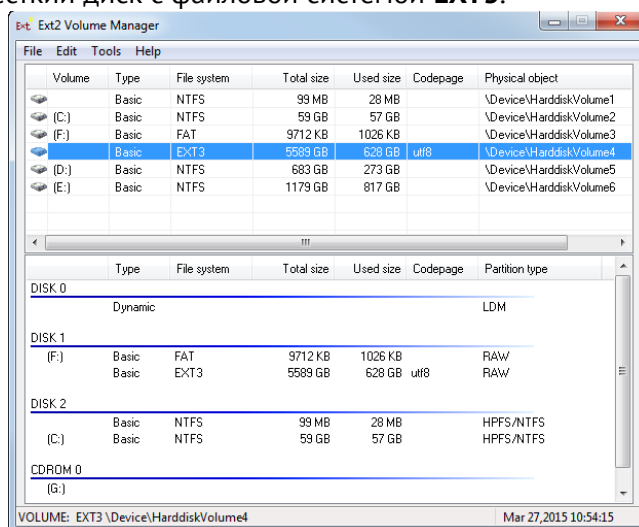 жесткий диск с файловой системой EXT3.
Ext2 Volume Manager
File Edit Tools Help
Volume Type File system Total size Used size Codepage Physical object
Basic NTFS 99 MB 28 MB \Device\HarddiskVolume1
(C:) Basic NTFS 59 GB 57 GB \Device\HarddiskVolume2
(F:) Basic FAT 9712 KB 1026 KB \Device\HarddiskVolume3
Basic EXT3 5589 GB 628 GB utf8 \Device\HarddiskVolume4
(D:) Basic NTFS 683 GB 273 GB \Device\HarddiskVolume5
(E:) Basic NTFS 1179 GB 817 GB \Device\HarddiskVolume6
Type File system Total size Used size Codepage Partition type
DISK 0
Dynamic LDM
DISK 1
(F:) Basic FAT 9712 KB 1026 KB RAW
Basic EXT3 5589 GB 628 GB utf8 RAW
DISK 2
Basic NTFS 99 MB 28 MB HPFS/NTFS
(C:) Basic NTFS 59 GB 57 GB HPFS/NTFS
CDROM 0
(G:)
VOLUME: EXT3 \Device\HarddiskVolume4 Mar 27,2015 10:54:15